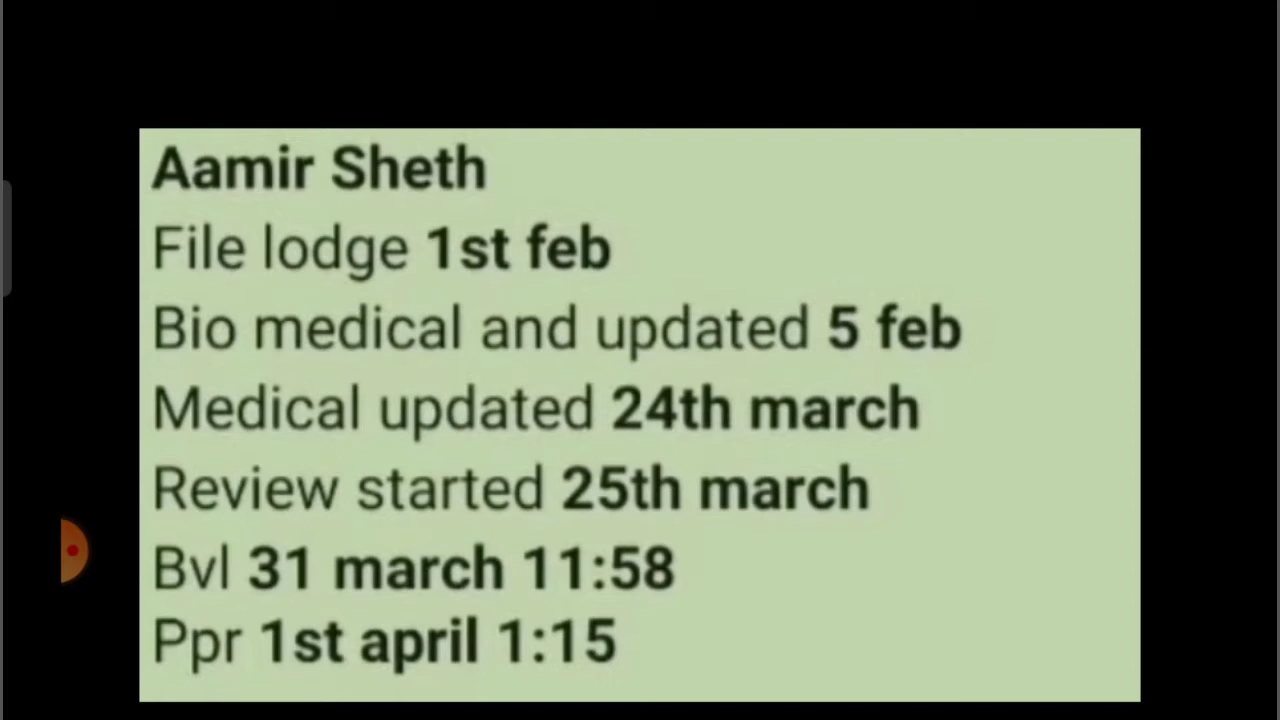 Aamir Sheth
File lodge 1st feb
Bio medical and updated 5 feb
Medical updated 24th march
Review started 25th march
Bvl 31 march 11:58
Ppr 1st april 1:15